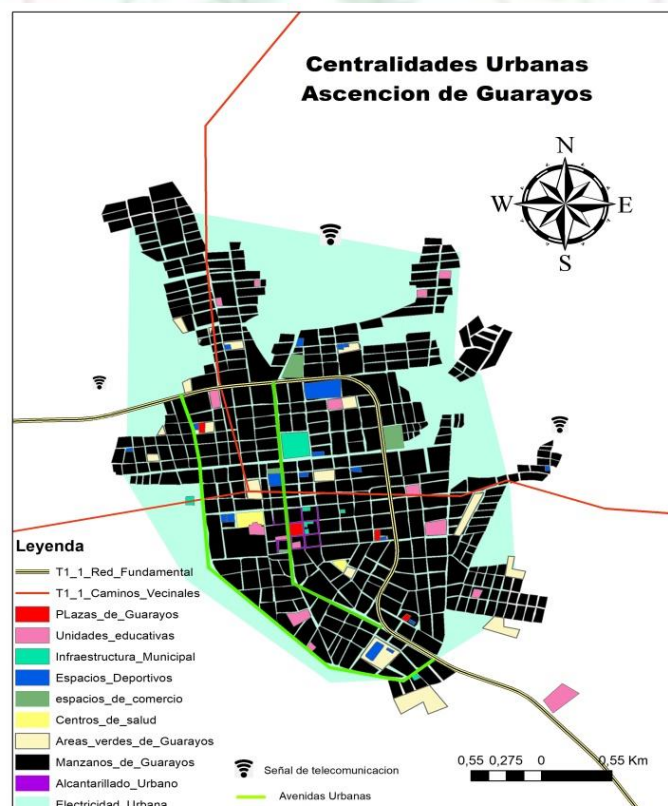 Centralidades Urbanas
Ascencion de Guarayos
N
W
E
S
Leyenda
T1_1_Red_Fundamental
T1_1_Caminos_Vecinales
PLazas_de_Guarayos
Unidades_educativas
Infraestructura_Municipal
Espacios_Deportivos
espacios_de_comercio
Centros_de_salud
Areas_verdes_de_Guarayos
Manzanos_de_Guarayos
Alcantarillado_Urbano
Electricidad_Urbana
Señal de telecomunicacion
Avenidas Urbanas
0,55 0,275 0 0,55 Km